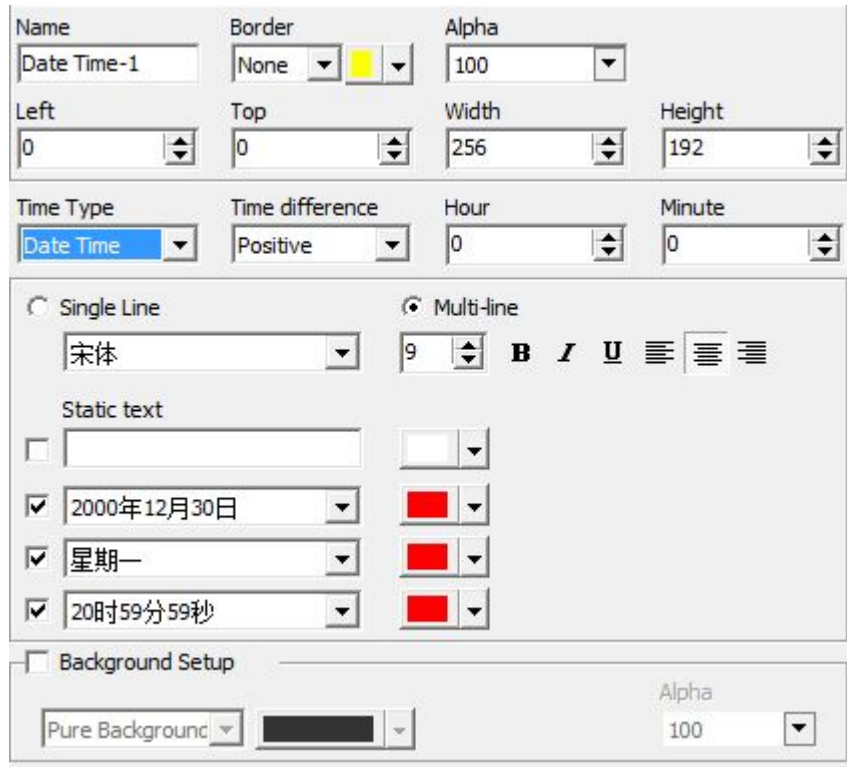 Name Border Alpha
Date Time-1 None 100
Left Top Width Height
0 0 256 192
Time Type Time difference Hour Minute
Date Time Positive 0 0
Single Line Multi-line
宋体 9 B I U
Static text
2000年12月30日
星期一
20时59分59秒
Background Setup
Alpha
Pure Background 100